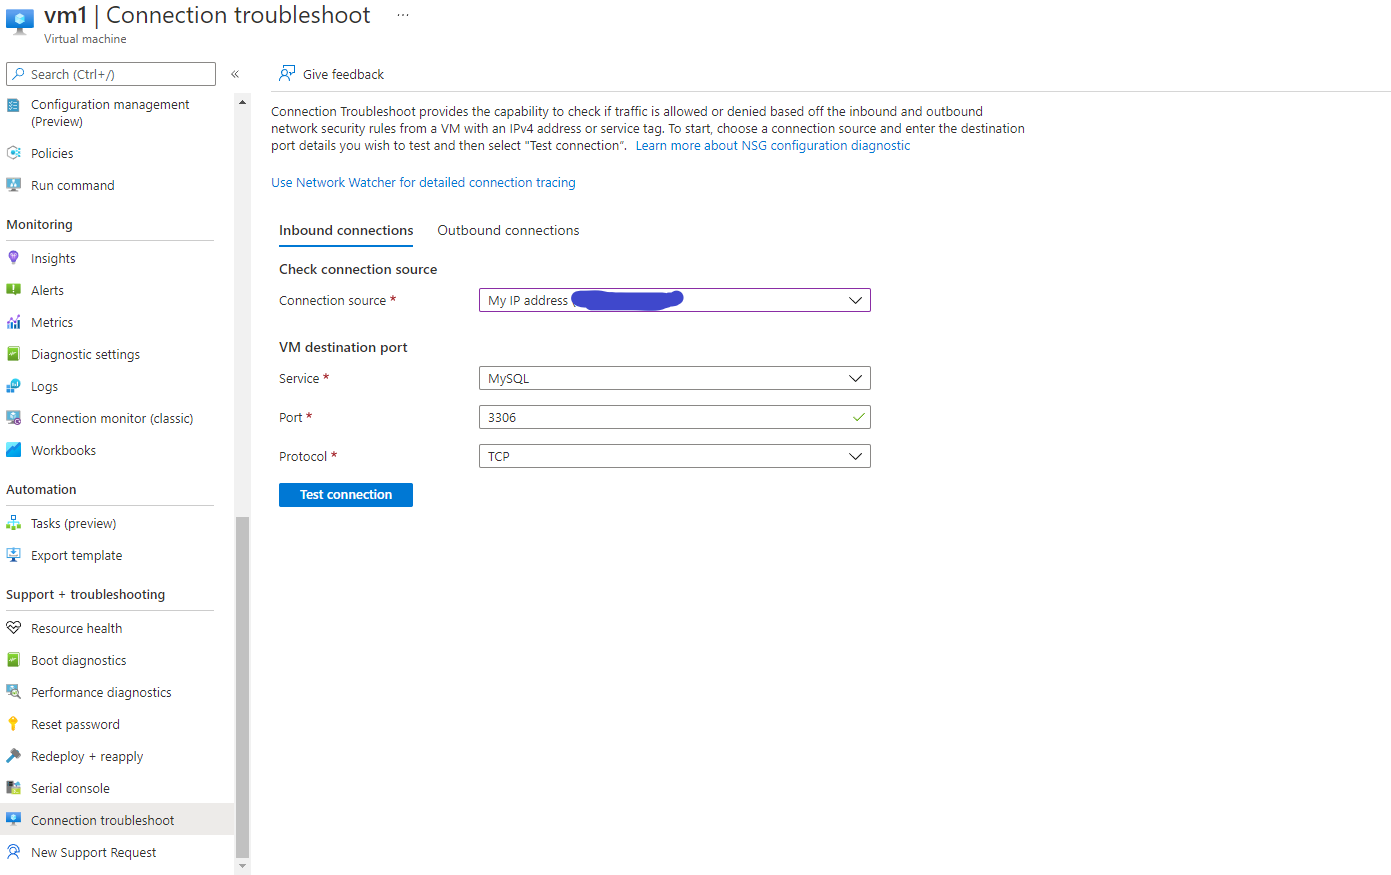 vm1 | Connection troubleshoot ...
Virtual machine
Search (Ctrl+/)
«
Configuration management
(Preview)
Policies
Run command
Monitoring
Insights
Alerts
Metrics
Diagnostic settings
Logs
Connection monitor (classic)
Workbooks
Automation
Tasks (preview)
Export template
Support + troubleshooting
Resource health
Boot diagnostics
Performance diagnostics
Reset password
Redeploy + reapply
Serial console
Connection troubleshoot
New Support Request
Give feedback
Connection Troubleshoot provides the capability to check if traffic is allowed or denied based off the inbound and outbound
network security rules from a VM with an IPv4 address or service tag. To start, choose a connection source and enter the destination
port details you wish to test and then select "Test connection". Learn more about NSG configuration diagnostic
Use Network Watcher for detailed connection tracing
Inbound connections Outbound connections
Check connection source
Connection source * My IP address
VM destination port
Service * MySQL
Port * 3306
Protocol * TCP
Test connection